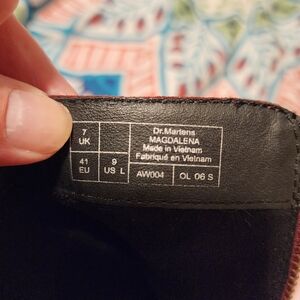 7
UK
41
EU
9
US L
Dr.Martens
MAGDALENA
Made in Vietnam
Fabriqué en Vietnam
AW004
OL 06 S